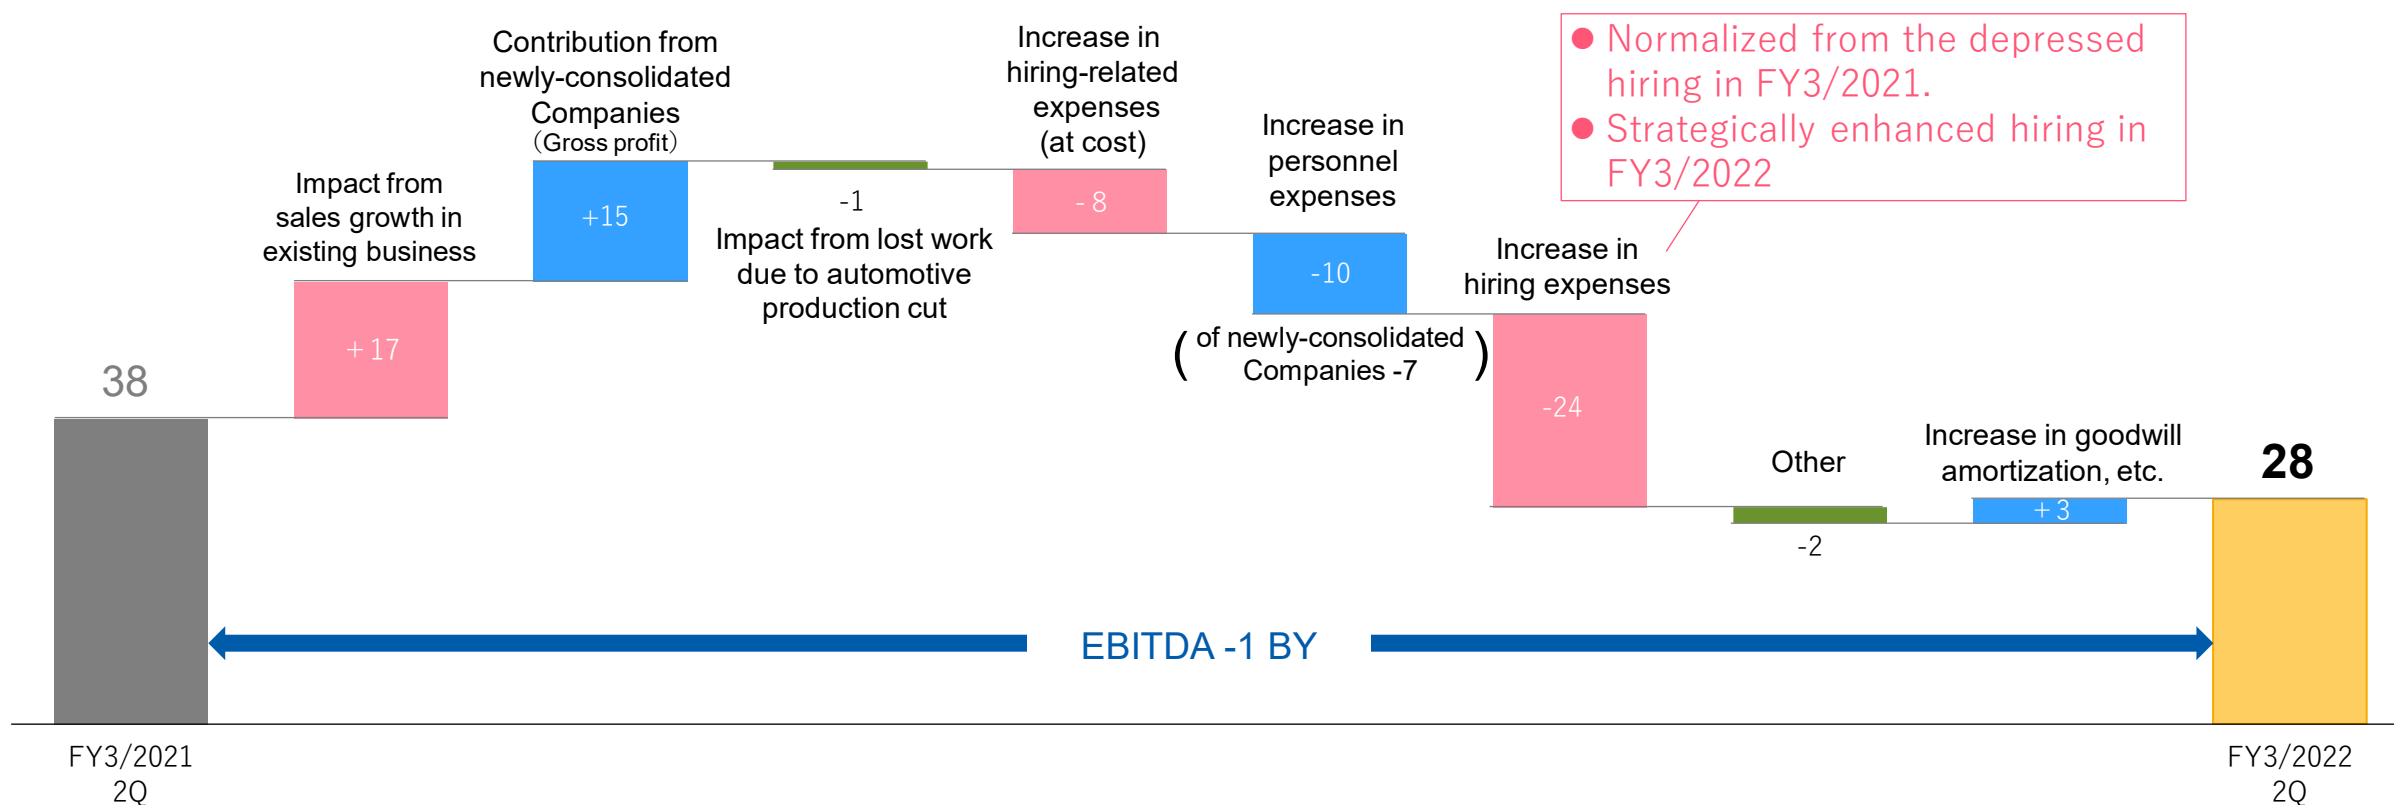 38
Impact from
sales growth in
existing business
+17
Contribution from
newly-consolidated
Companies
（Gross profit）
+15
-1
Impact from lost work
due to automotive
production cut
Increase in
hiring-related
expenses
(at cost)
- 8
Increase in
personnel
expenses
-10
( of newly-consolidated )
Companies -7
● Normalized from the depressed
hiring in FY3/2021.
● Strategically enhanced hiring in
FY3/2022
Increase in
hiring expenses
-24
Other
-2
Increase in goodwill
amortization, etc.
+3
28
EBITDA -1 BY
FY3/2021
2Q
FY3/2022
2Q